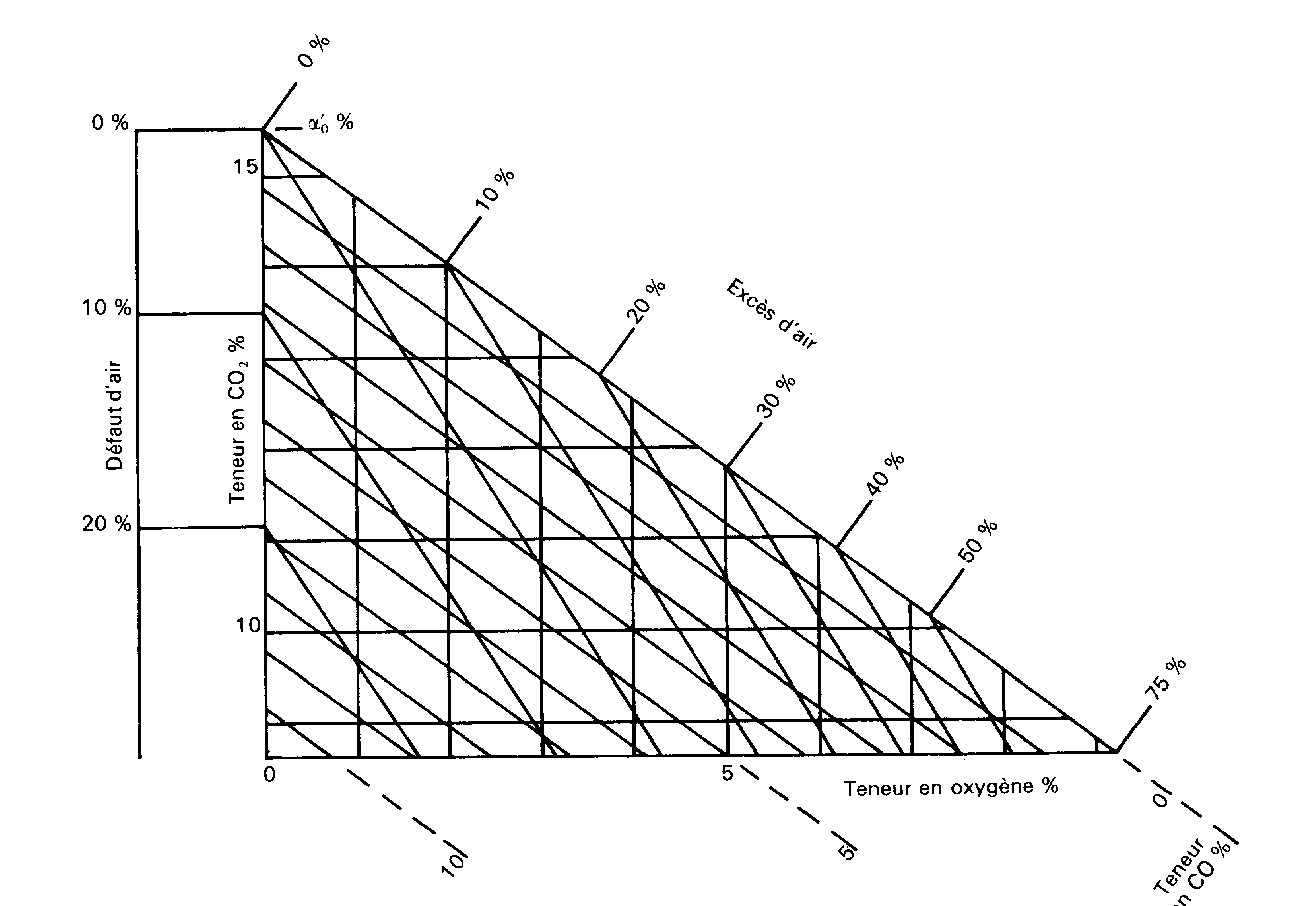 0 %
0 %
α'₀ %
15
10 %
10 %
20 %
Excès d'air
Teneur en CO₂ %
Défaut d'air
30 %
40 %
20 %
50 %
10
75 %
0
5
Teneur en oxygène %
0
10
5
Teneur
en CO %